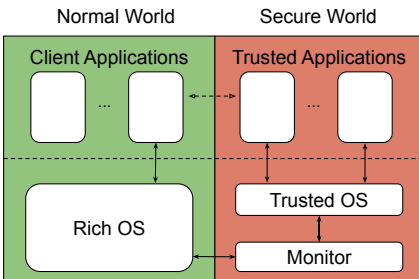 Normal World
Secure World
Client Applications
Trusted Applications
...
...
Rich OS
Trusted OS
Monitor